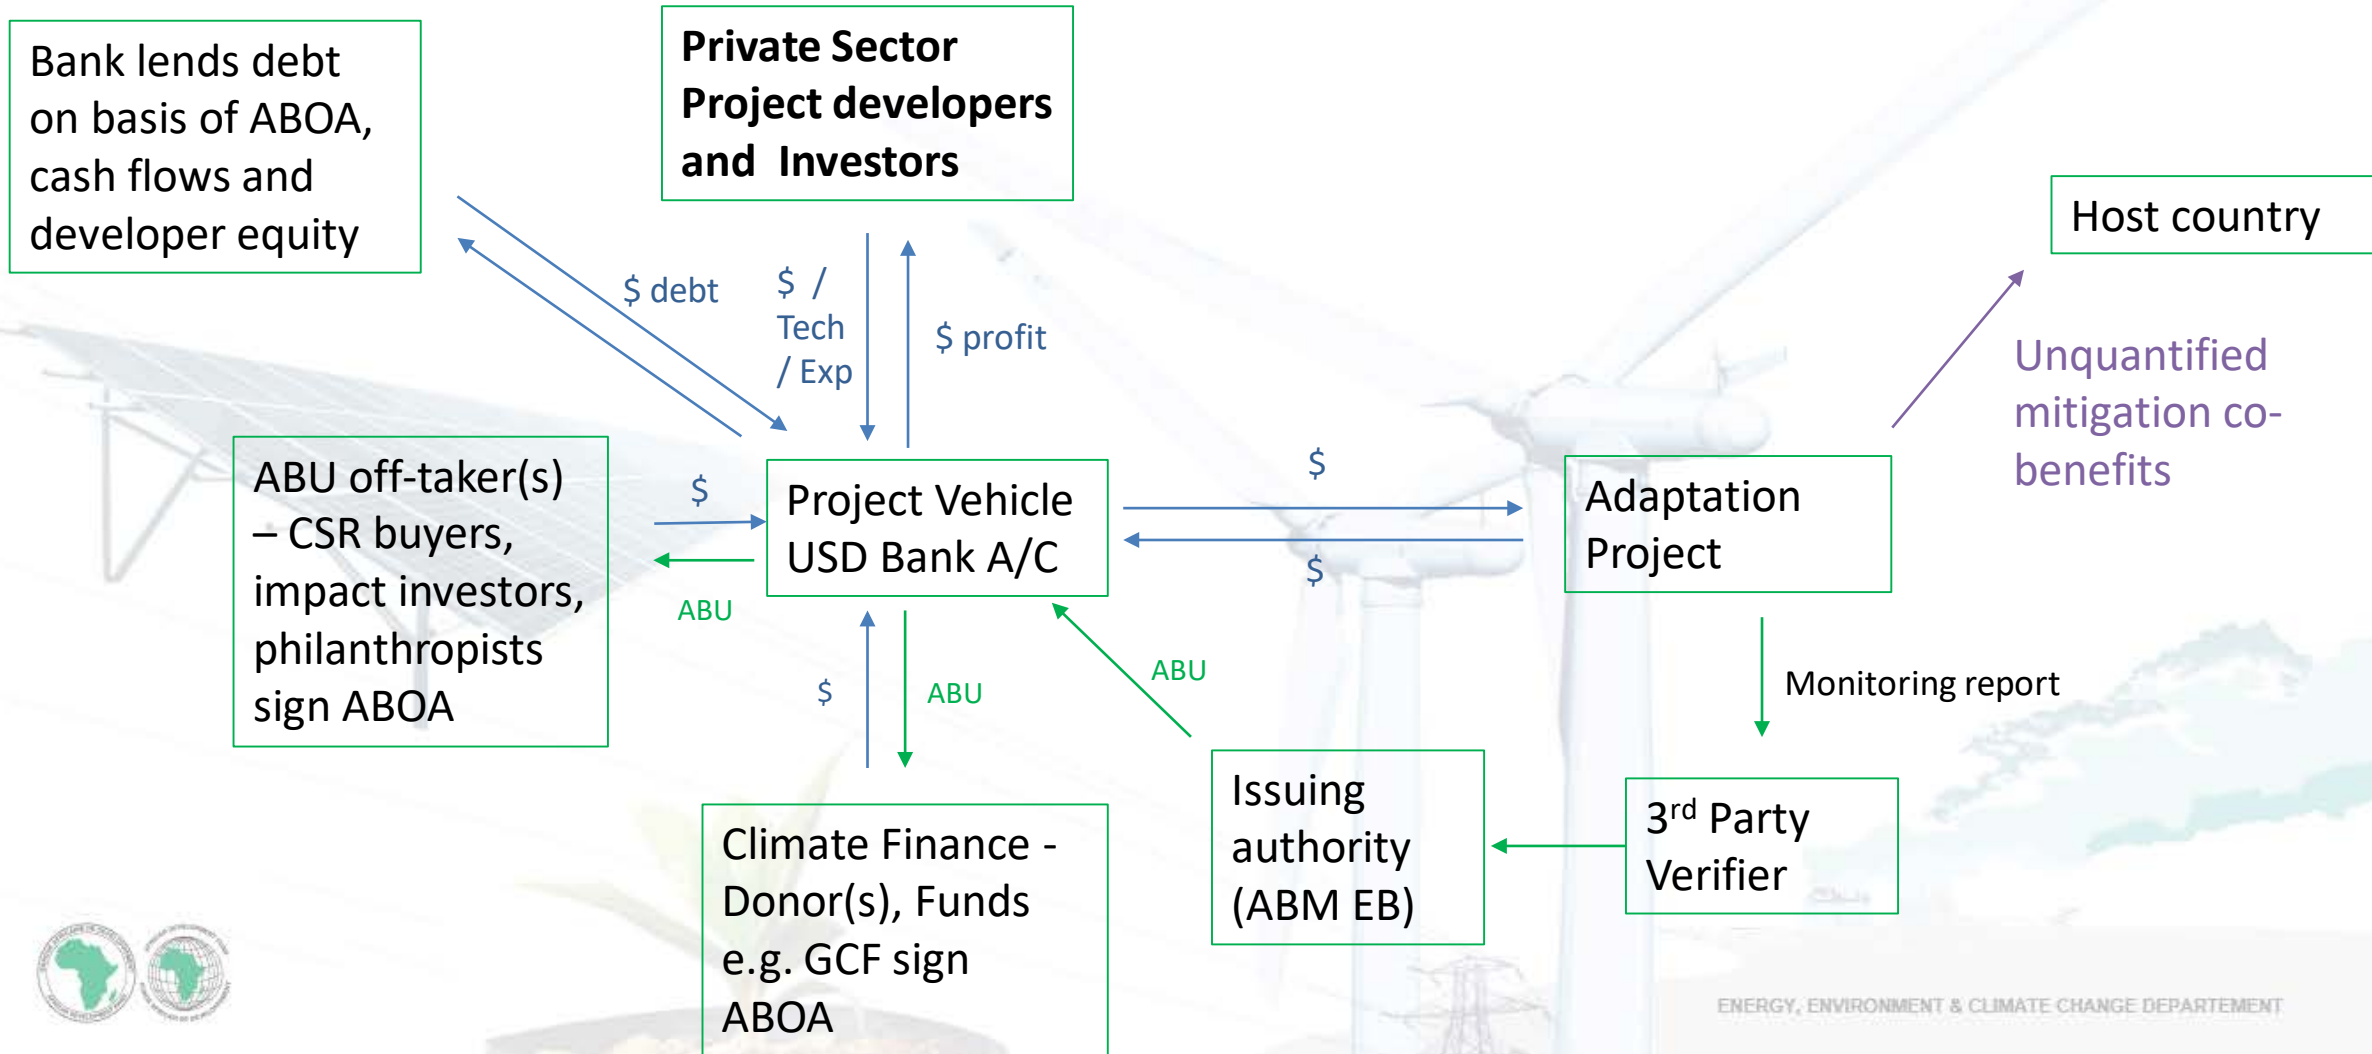 Bank lends debt
on basis of ABOA,
cash flows and
developer equity
Private Sector
Project developers
and Investors
Host country
$ debt
$ /
Tech
/ Exp
$ profit
Unquantified
mitigation co-
benefits
ABU off-taker(s)
– CSR buyers,
impact investors,
philanthropists
sign ABOA
$
ABU
Project Vehicle
USD Bank A/C
$
$
Adaptation
Project
$
ABU
ABU
Monitoring report
Climate Finance -
Donor(s), Funds
e.g. GCF sign
ABOA
Issuing
authority
(ABM EB)
3rd Party
Verifier
ENERGY, ENVIRONMENT & CLIMATE CHANGE DEPARTEMENT